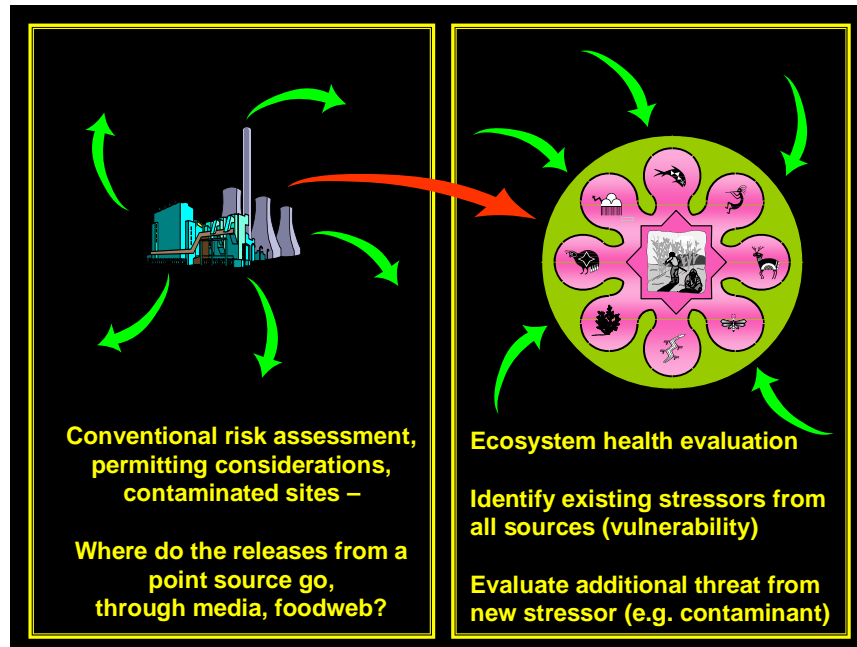 Conventional risk assessment,
permitting considerations,
contaminated sites –
Where do the releases from a
point source go,
through media, foodweb?
Ecosystem health evaluation
Identify existing stressors from
all sources (vulnerability)
Evaluate additional threat from
new stressor (e.g. contaminant)